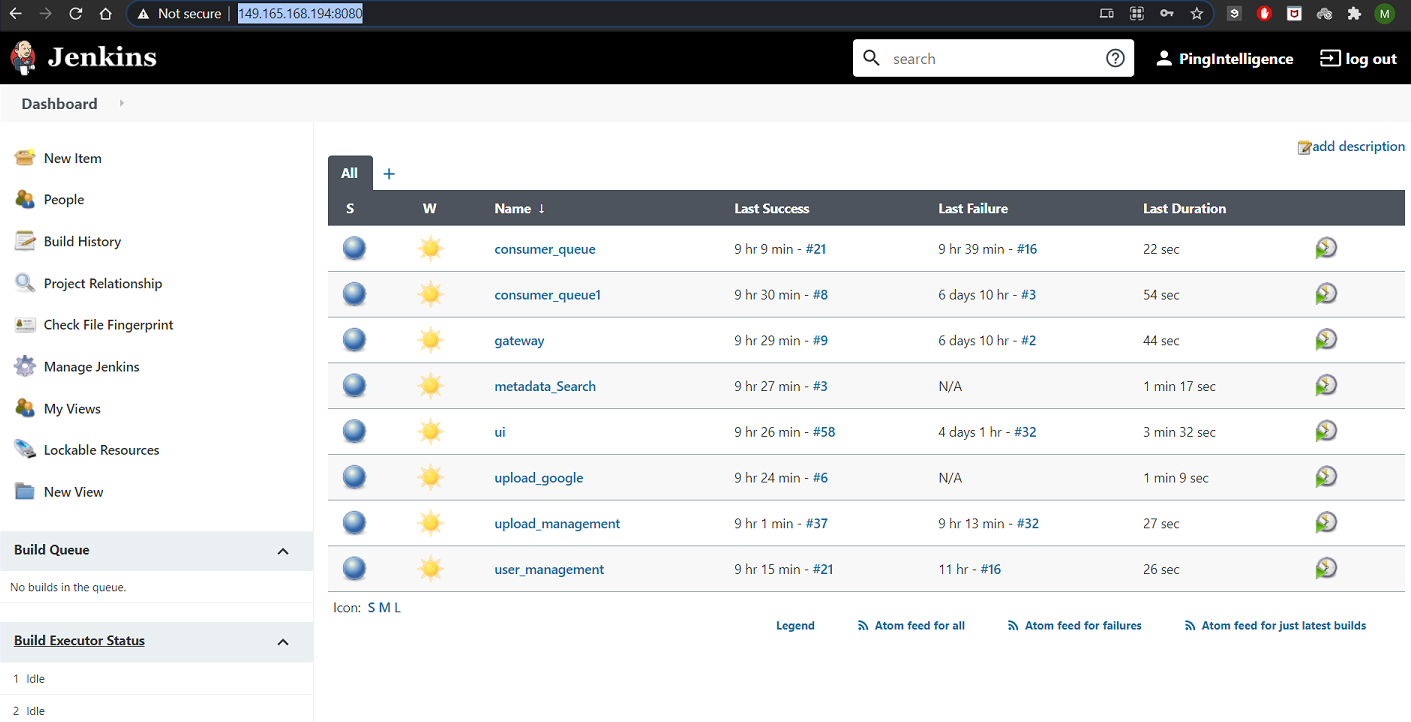 Not secure | 149.165.168.194:8080
M
Jenkins
search
PingIntelligence
log out
Dashboard
New Item
People
Build History
Project Relationship
Check File Fingerprint
Manage Jenkins
My Views
Lockable Resources
New View
Build Queue
No builds in the queue.
Build Executor Status
1 Idle
2 Idle
add description
All +
S W Name ↓ Last Success Last Failure Last Duration
consumer_queue 9 hr 9 min - #21 9 hr 39 min - #16 22 sec
consumer_queue1 9 hr 30 min - #8 6 days 10 hr - #3 54 sec
gateway 9 hr 29 min - #9 6 days 10 hr - #2 44 sec
metadata_Search 9 hr 27 min - #3 N/A 1 min 17 sec
ui 9 hr 26 min - #58 4 days 1 hr - #32 3 min 32 sec
upload_google 9 hr 24 min - #6 N/A 1 min 9 sec
upload_management 9 hr 1 min - #37 9 hr 13 min - #32 27 sec
user_management 9 hr 15 min - #21 11 hr - #16 26 sec
Icon: S M L
Legend Atom feed for all Atom feed for failures Atom feed for just latest builds